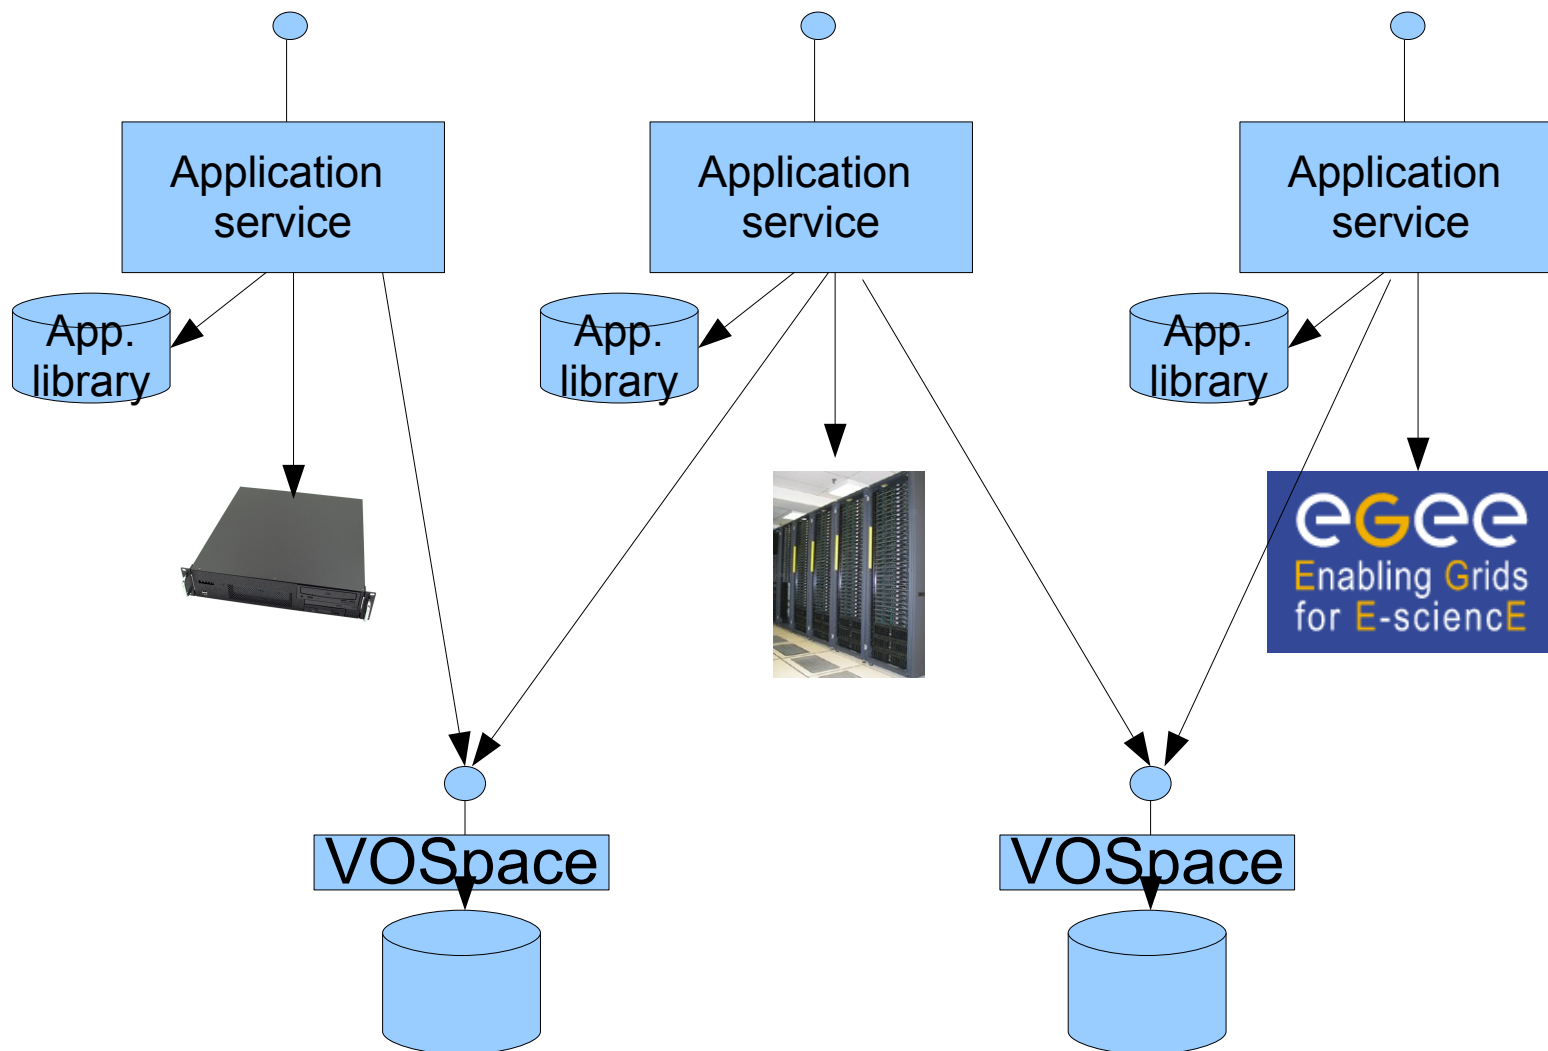 Application
service
Application
service
Application
service
App.
library
App.
library
App.
library
eGee
Enabling Grids
for E-sciencE
VOSpace
VOSpace